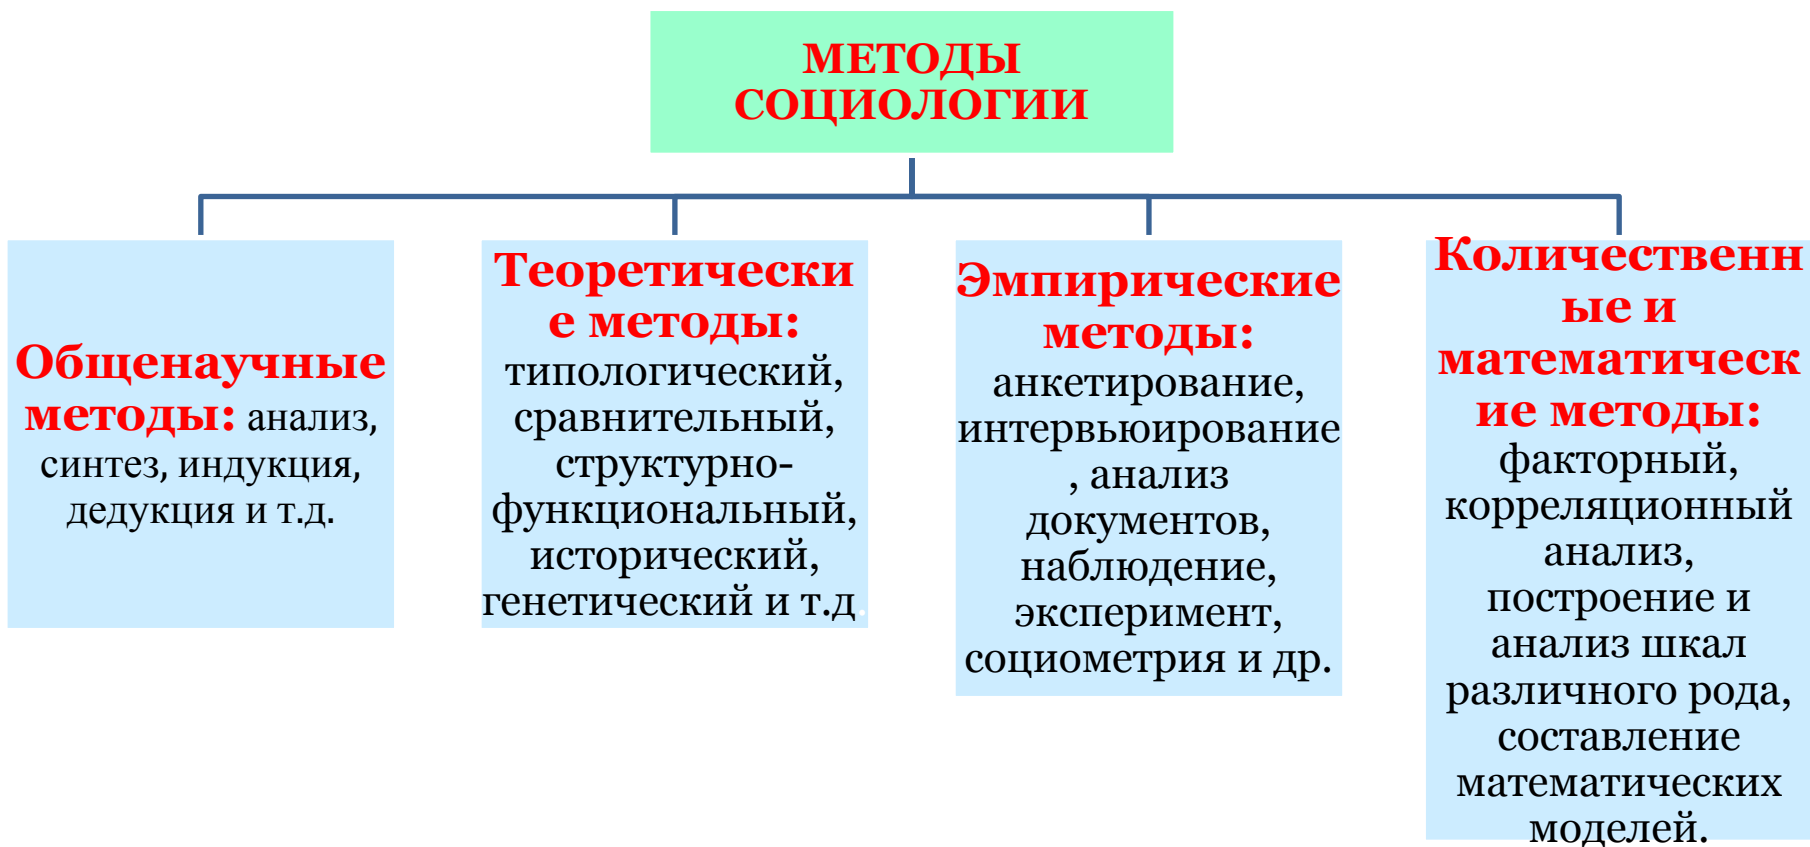 МЕТОДЫ
СОЦИОЛОГИИ
Общенаучные
методы: анализ,
синтез, индукция,
дедукция и т.д.
Теоретически
е методы:
типологический,
сравнительный,
структурно-
функциональный,
исторический,
генетический и т.д.
Эмпирические
методы:
анкетирование,
интервьюирование
, анализ
документов,
наблюдение,
эксперимент,
социометрия и др.
Количественн
ые и
математическ
ие методы:
факторный,
корреляционный
анализ,
построение и
анализ шкал
различного рода,
составление
математических
моделей.